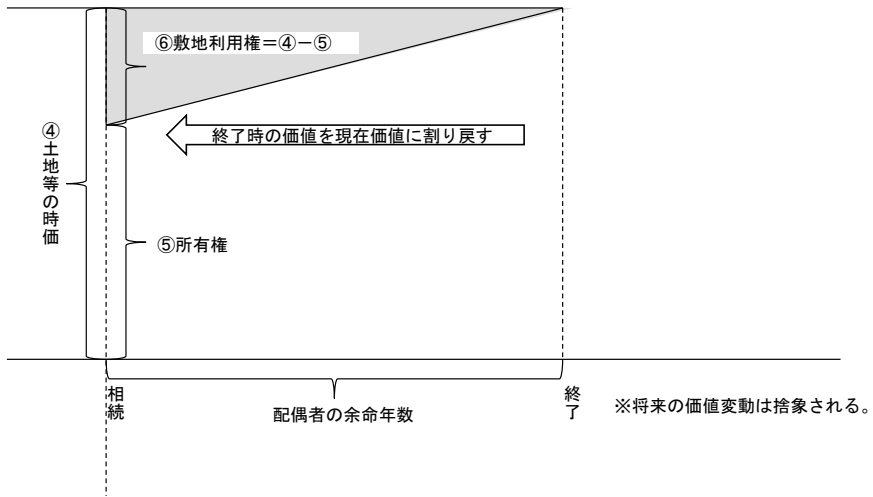 ⑥敷地利用権＝④－⑤
終了時の価値を現在価値に割り戻す
④土地等の時価
⑤所有権
相続
配偶者の余命年数
終了
※将来の価値変動は捨象される。